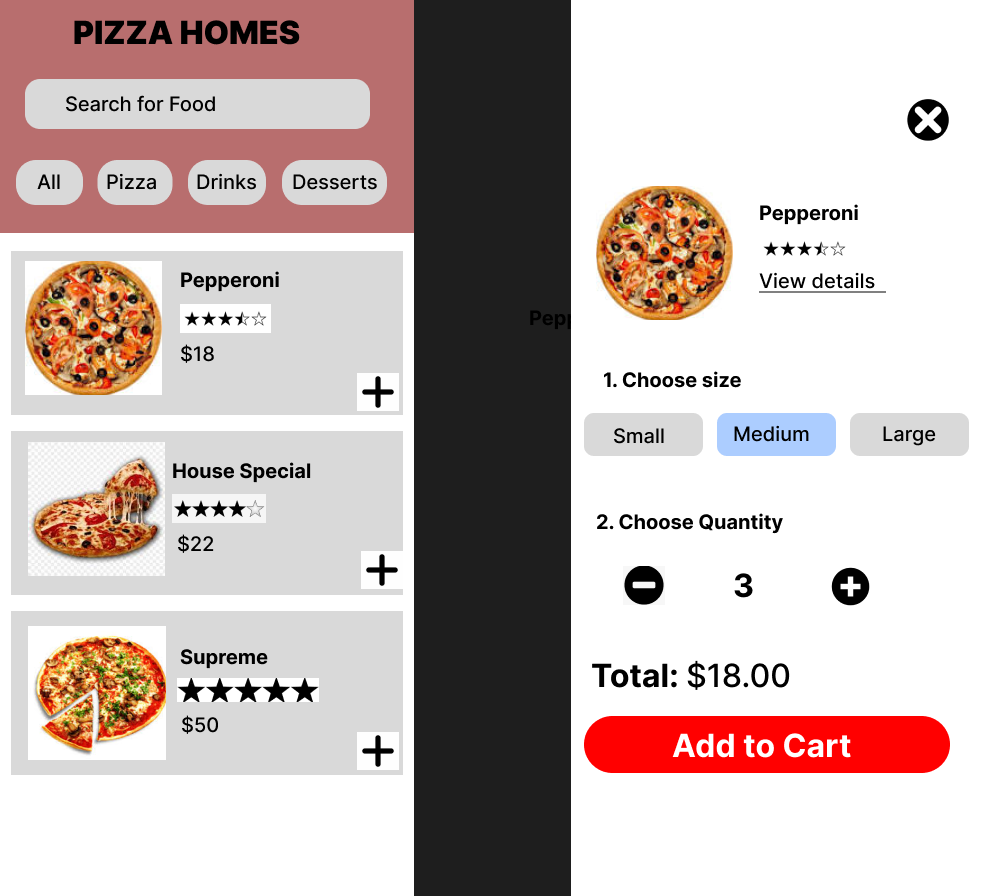 PIZZA HOMES
Search for Food
All Pizza Drinks Desserts
Pepperoni
$18
House Special
$22
Supreme
$50
Pepp
Pepperoni
View details
1. Choose size
Small Medium Large
2. Choose Quantity
3
Total: $18.00
Add to Cart